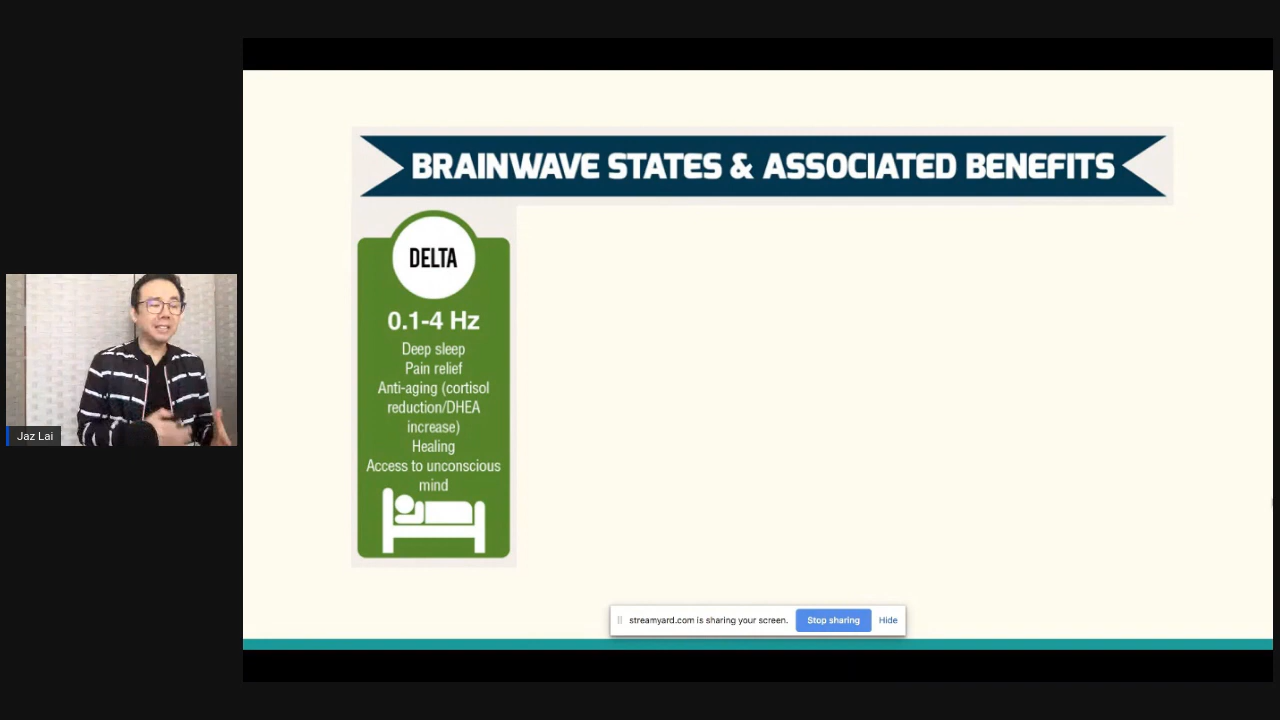 BRAINWAVE STATES & ASSOCIATED BENEFITS
DELTA
0.1-4 Hz
Deep sleep
Pain relief
Anti-aging (cortisol
reduction/DHEA
increase)
Healing
Access to unconscious
mind
Jaz Lai
streamyard.com is sharing your screen. Stop sharing Hide